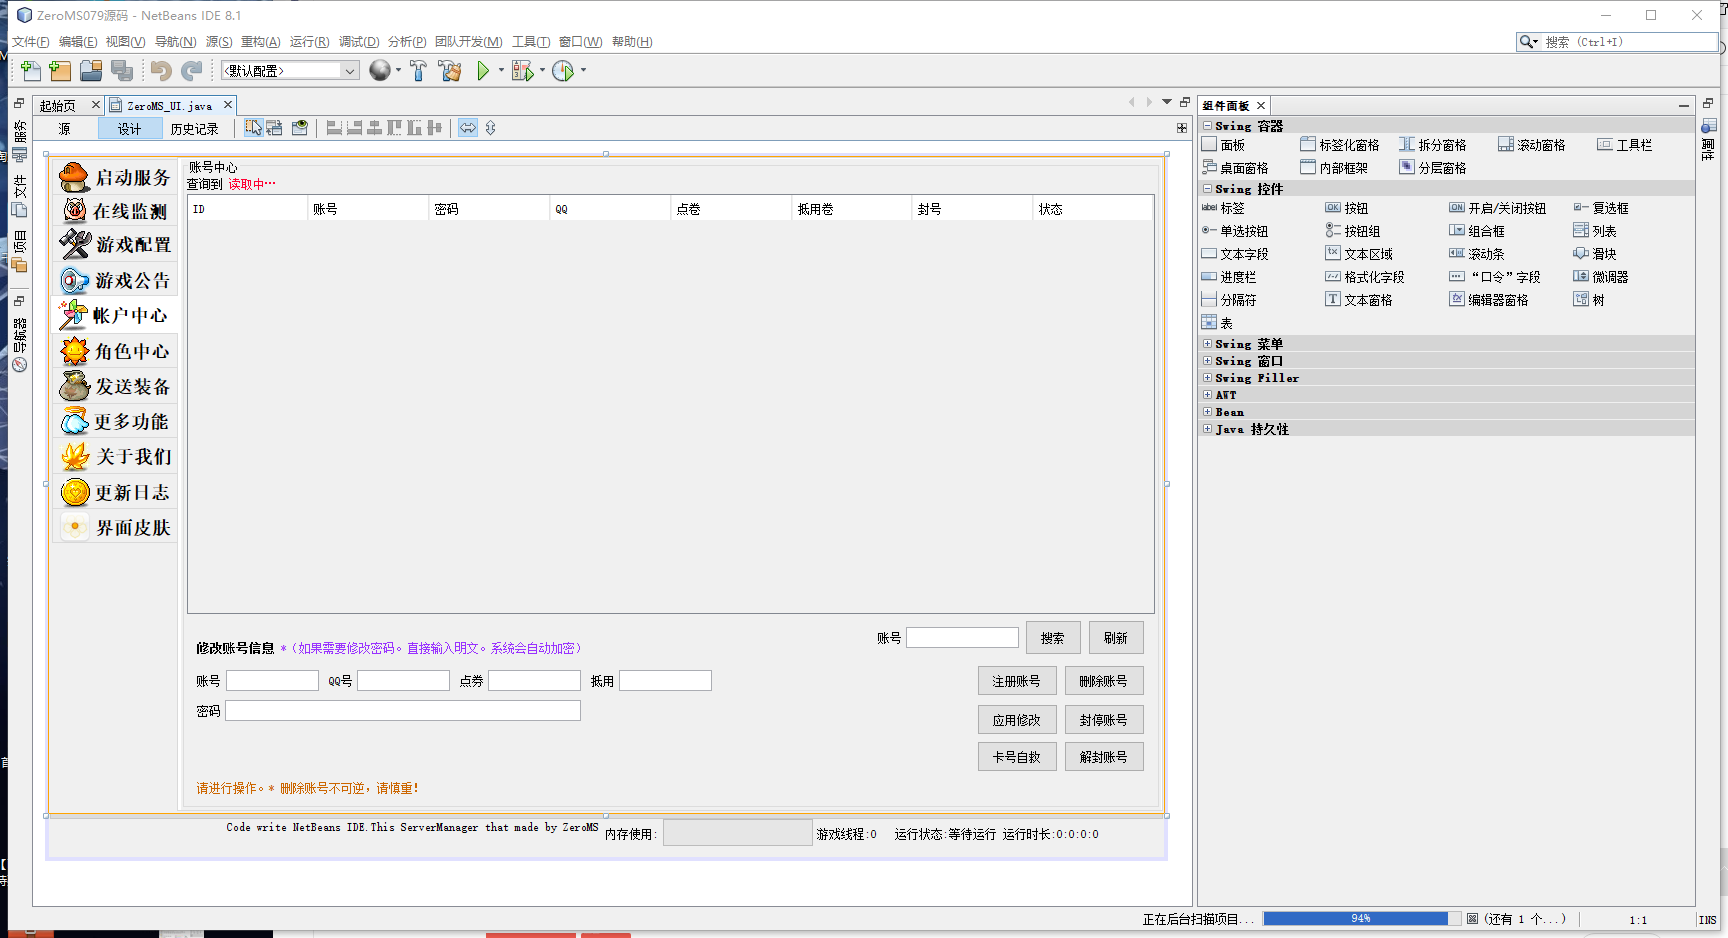 ZeroMS079源码 - NetBeans IDE 8.1
文件(F) 编辑(E) 视图(V) 导航(N) 源(S) 重构(A) 运行(R) 调试(D) 分析(P) 团队开发(M) 工具(T) 窗口(W) 帮助(H)
搜索 (Ctrl+I)
<默认配置>
起始页 ZeroMS_UI.java
源 设计 历史记录
服务
文件
项目
导航器
启动服务
在线监测
游戏配置
游戏公告
帐户中心
角色中心
发送装备
更多功能
关于我们
更新日志
界面皮肤
账号中心
查询到 读取中…
ID 账号 密码 QQ 点卷 抵用卷 封号 状态
修改账号信息 *（如果需要修改密码。直接输入明文。系统会自动加密）
账号 搜索 刷新
账号 QQ号 点券 抵用
密码
注册账号 删除账号
应用修改 封停账号
卡号自救 解封账号
请进行操作。* 删除账号不可逆，请慎重！
Code write NetBeans IDE.This ServerManager that made by ZeroMS 内存使用: 游戏线程:0 运行状态:等待运行 运行时长:0:0:0:0
组件面板
Swing 容器
面板 标签化窗格 拆分窗格 滚动窗格 工具栏
桌面窗格 内部框架 分层窗格
Swing 控件
label 标签 OK 按钮 ON 开启/关闭按钮 复选框
单选按钮 按钮组 组合框 列表
文本字段 文本区域 滚动条 滑块
进度栏 格式化字段 “口令”字段 微调器
分隔符 文本窗格 编辑器窗格 树
表
Swing 菜单
Swing 窗口
Swing Filler
AWT
Bean
Java 持久性
属性
正在后台扫描项目... 94% (还有 1 个...) 1:1 INS